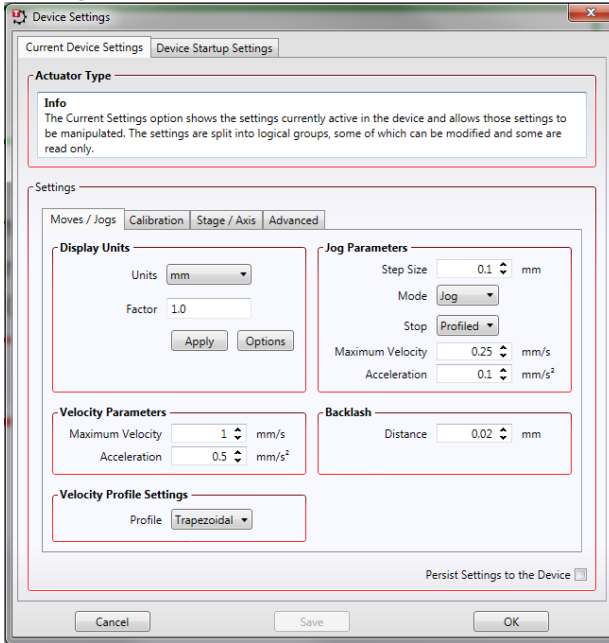 Device Settings
Current Device Settings
Device Startup Settings
Actuator Type
Info
The Current Settings option shows the settings currently active in the device and allows those settings to
be manipulated. The settings are split into logical groups, some of which can be modified and some are
read only.
Settings
Moves / Jogs
Calibration
Stage / Axis
Advanced
Display Units
Units mm
Factor 1.0
Apply
Options
Jog Parameters
Step Size 0.1 mm
Mode Jog
Stop Profiled
Maximum Velocity 0.25 mm/s
Acceleration 0.1 mm/s²
Velocity Parameters
Maximum Velocity 1 mm/s
Acceleration 0.5 mm/s²
Backlash
Distance 0.02 mm
Velocity Profile Settings
Profile Trapezoidal
Persist Settings to the Device
Cancel
Save
OK